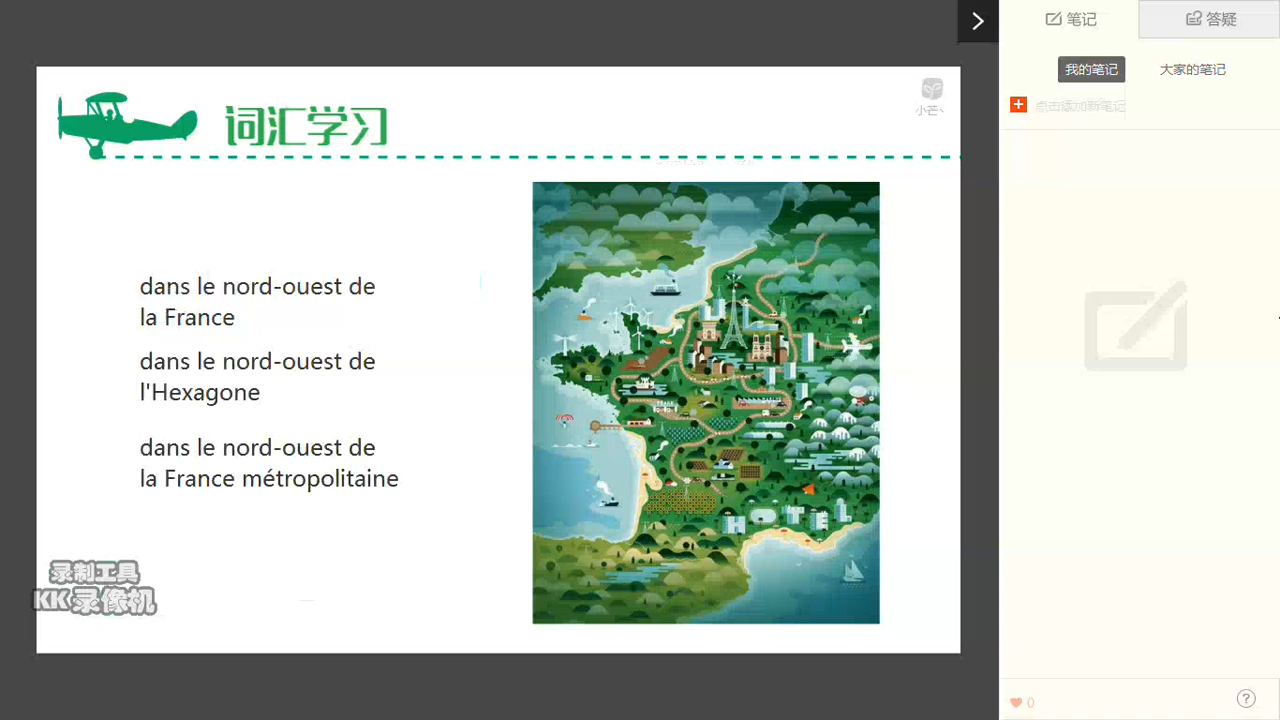 笔记
答疑
我的笔记
大家的笔记
点击添加新笔记
词汇学习
小芒丶
dans le nord-ouest de
la France
dans le nord-ouest de
l'Hexagone
dans le nord-ouest de
la France métropolitaine
HOTEL
录制工具
KK录像机
0
?